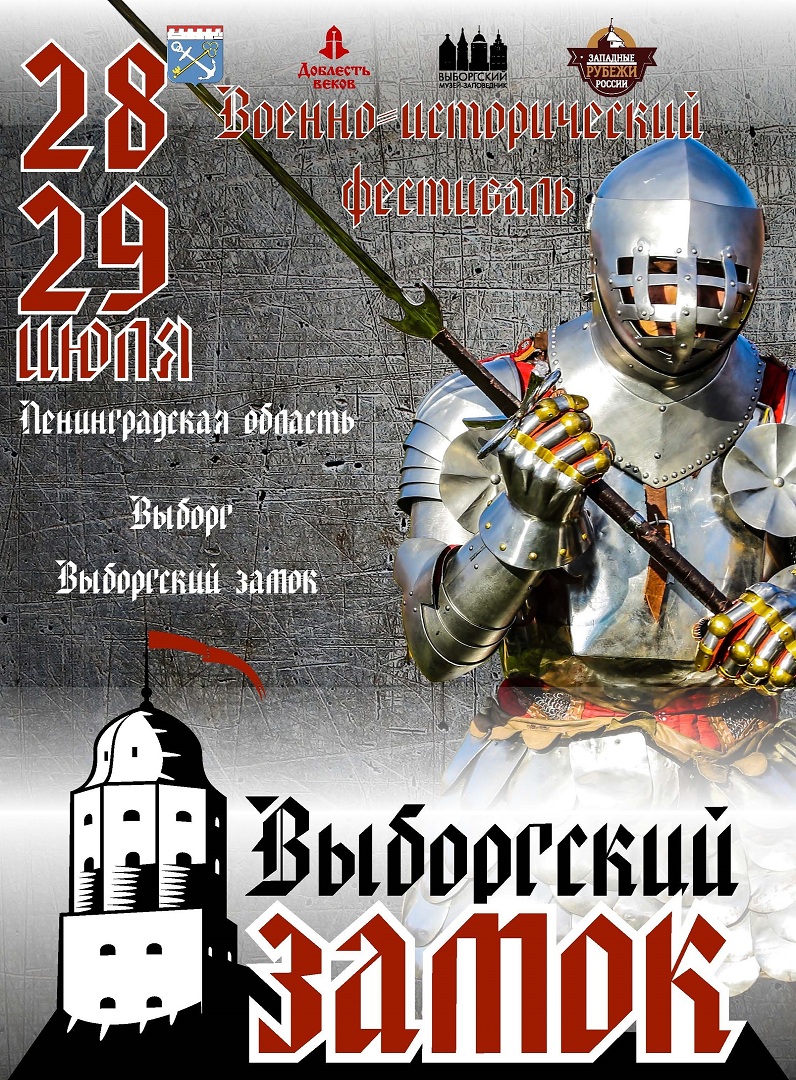 28
29
июля
Доблесть
веков
ВЫБОРГСКИЙ
МУЗЕЙ-ЗАПОВЕДНИК
ЗАПАДНЫЕ
РУБЕЖИ
РОССИИ
Военно-исторический
фестиваль
Ленинградская область
Выборг
Выборгский замок
Выборгский
замок